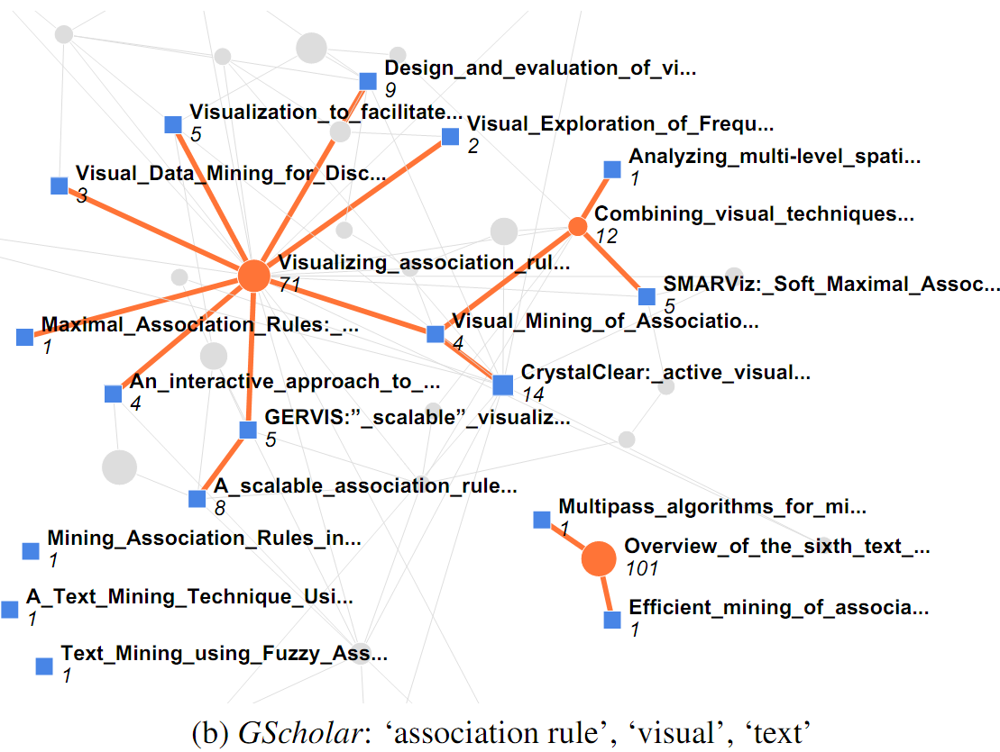 Design_and_evaluation_of_vi...
9
Visualization_to_facilitate...
5
Visual_Exploration_of_Frequ...
2
Analyzing_multi-level_spati...
1
Visual_Data_Mining_for_Disc...
3
Combining_visual_techniques...
12
Visualizing_association_rul...
71
SMARViz:_Soft_Maximal_Assoc...
5
Maximal_Association_Rules:_...
1
Visual_Mining_of_Associatio...
4
An_interactive_approach_to_...
4
CrystalClear:_active_visual...
14
GERVIS:”_scalable”_visualiz...
5
A_scalable_association_rule...
8
Multipass_algorithms_for_mi...
1
Mining_Association_Rules_in...
1
Overview_of_the_sixth_text_...
101
A_Text_Mining_Technique_Usi...
1
Efficient_mining_of_associa...
1
Text_Mining_using_Fuzzy_Ass...
1
(b) GScholar: ‘association rule’, ‘visual’, ‘text’